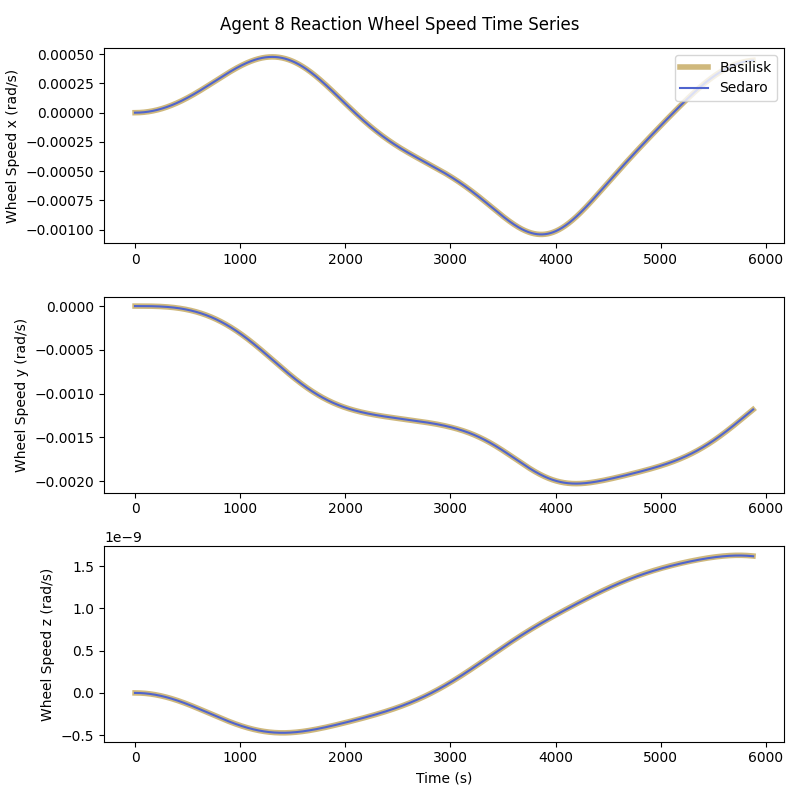 Agent 8 Reaction Wheel Speed Time Series
Wheel Speed x (rad/s)
0.00050
0.00025
0.00000
−0.00025
−0.00050
−0.00075
−0.00100
Basilisk
Sedaro
0 1000 2000 3000 4000 5000 6000
Wheel Speed y (rad/s)
0.0000
−0.0005
−0.0010
−0.0015
−0.0020
0 1000 2000 3000 4000 5000 6000
1e−9
Wheel Speed z (rad/s)
1.5
1.0
0.5
0.0
−0.5
0 1000 2000 3000 4000 5000 6000
Time (s)